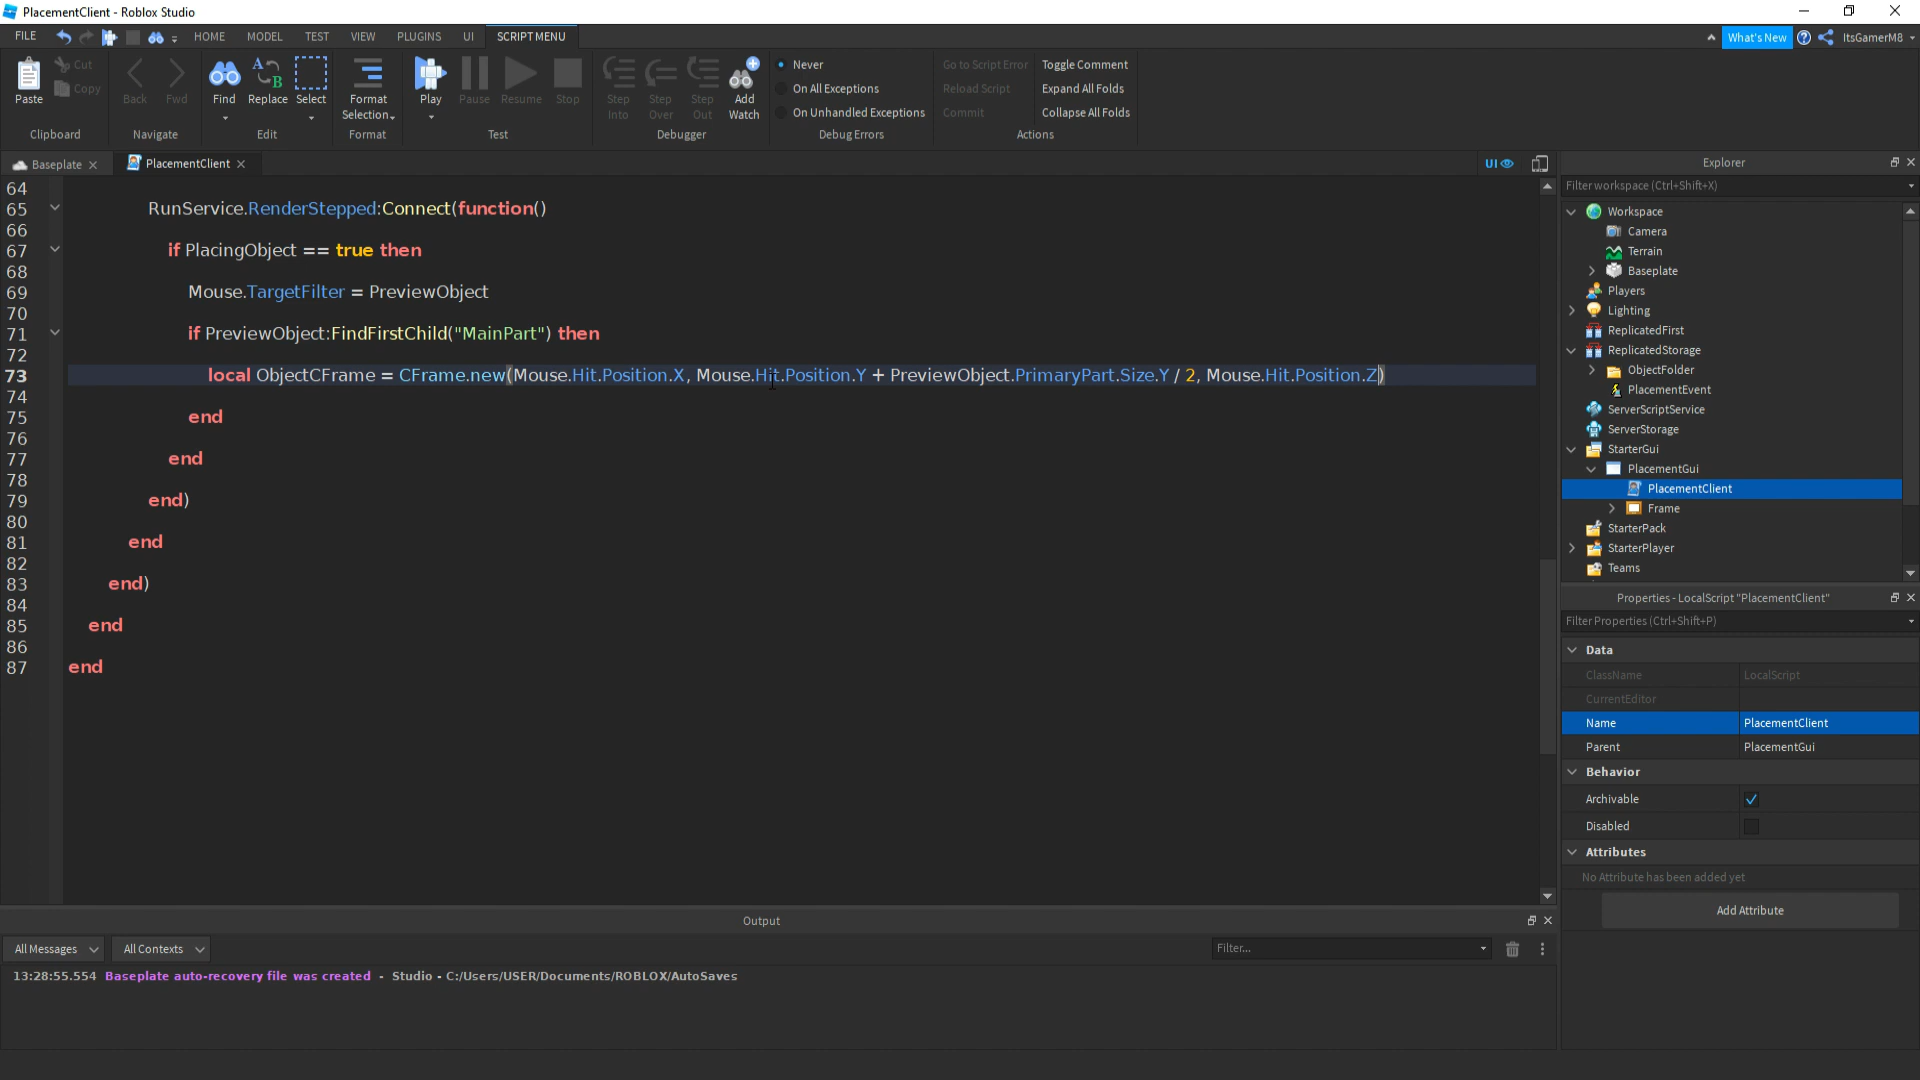 PlacementClient - Roblox Studio
FILE HOME MODEL TEST VIEW PLUGINS UI SCRIPT MENU What's New ItsGamerM8
Paste Cut Copy Back Fwd Find Replace Select Format Selection Play Pause Resume Stop Step Into Step Over Step Out Add Watch
Never Go to Script Error Toggle Comment
On All Exceptions Reload Script Expand All Folds
On Unhandled Exceptions Commit Collapse All Folds
Clipboard Navigate Edit Format Test Debugger Debug Errors Actions
Baseplate PlacementClient UI
64
65 RunService.RenderStepped:Connect(function()
66
67 if PlacingObject == true then
68
69 Mouse.TargetFilter = PreviewObject
70
71 if PreviewObject:FindFirstChild("MainPart") then
72
73 local ObjectCFrame = CFrame.new(Mouse.Hit.Position.X, Mouse.Hit.Position.Y + PreviewObject.PrimaryPart.Size.Y / 2, Mouse.Hit.Position.Z)
74
75 end
76
77 end
78
79 end)
80
81 end
82
83 end)
84
85 end
86
87 end
Explorer
Filter workspace (Ctrl+Shift+X)
Workspace
Camera
Terrain
Baseplate
Players
Lighting
ReplicatedFirst
ReplicatedStorage
ObjectFolder
PlacementEvent
ServerScriptService
ServerStorage
StarterGui
PlacementGui
PlacementClient
Frame
StarterPack
StarterPlayer
Teams
Properties - LocalScript "PlacementClient"
Filter Properties (Ctrl+Shift+P)
Data
ClassName LocalScript
CurrentEditor
Name PlacementClient
Parent PlacementGui
Behavior
Archivable
Disabled
Attributes
No Attribute has been added yet
Add Attribute
Output
All Messages All Contexts Filter...
13:28:55.554 Baseplate auto-recovery file was created - Studio - C:/Users/USER/Documents/ROBLOX/AutoSaves